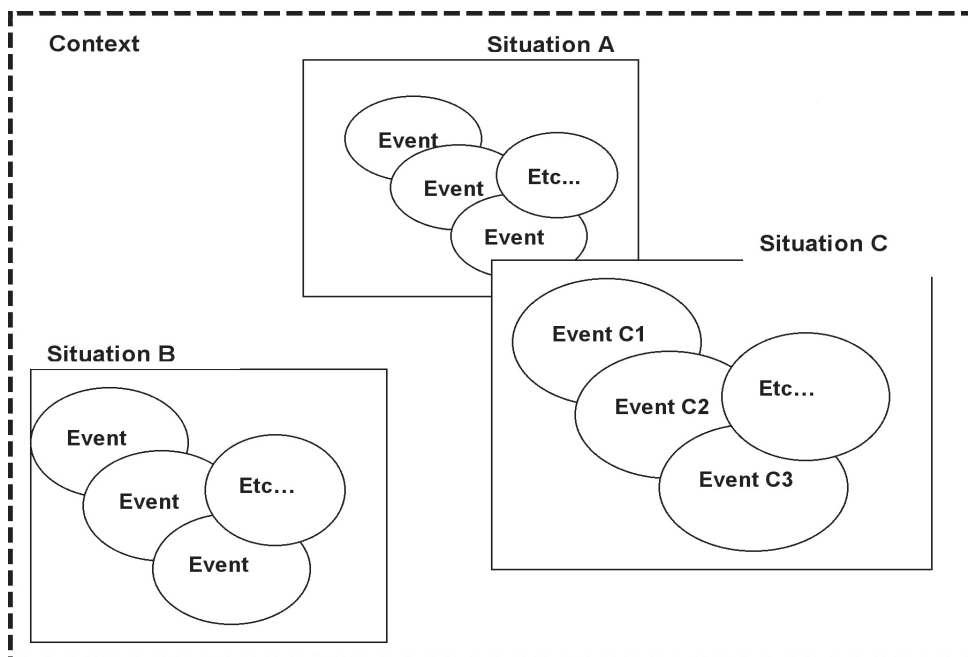 Context
Situation A
Event
Event
Etc...
Event
Situation C
Event C1
Event C2
Etc...
Event C3
Situation B
Event
Event
Etc...
Event